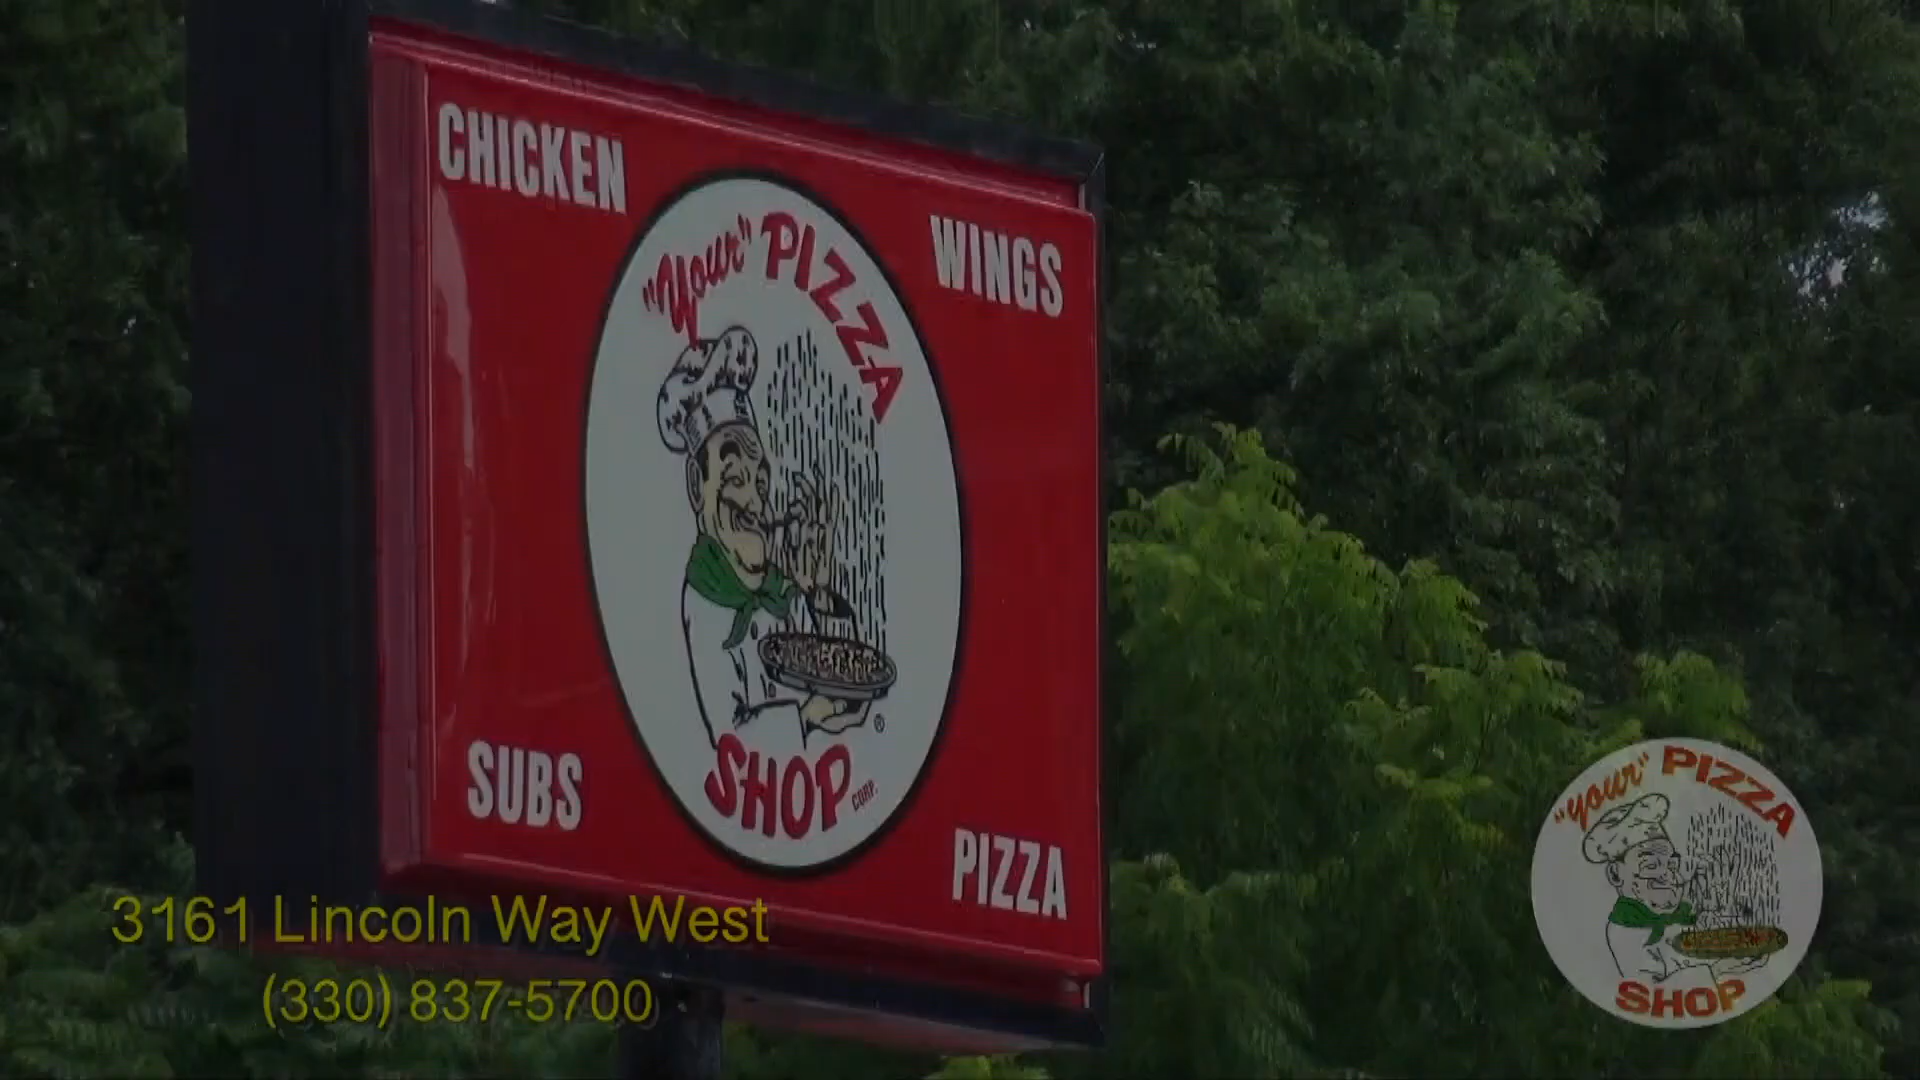 CHICKEN
WINGS
"Your" PIZZA
SHOP CORP.
®
SUBS
PIZZA
3161 Lincoln Way West
(330) 837-5700
"your" PIZZA
SHOP